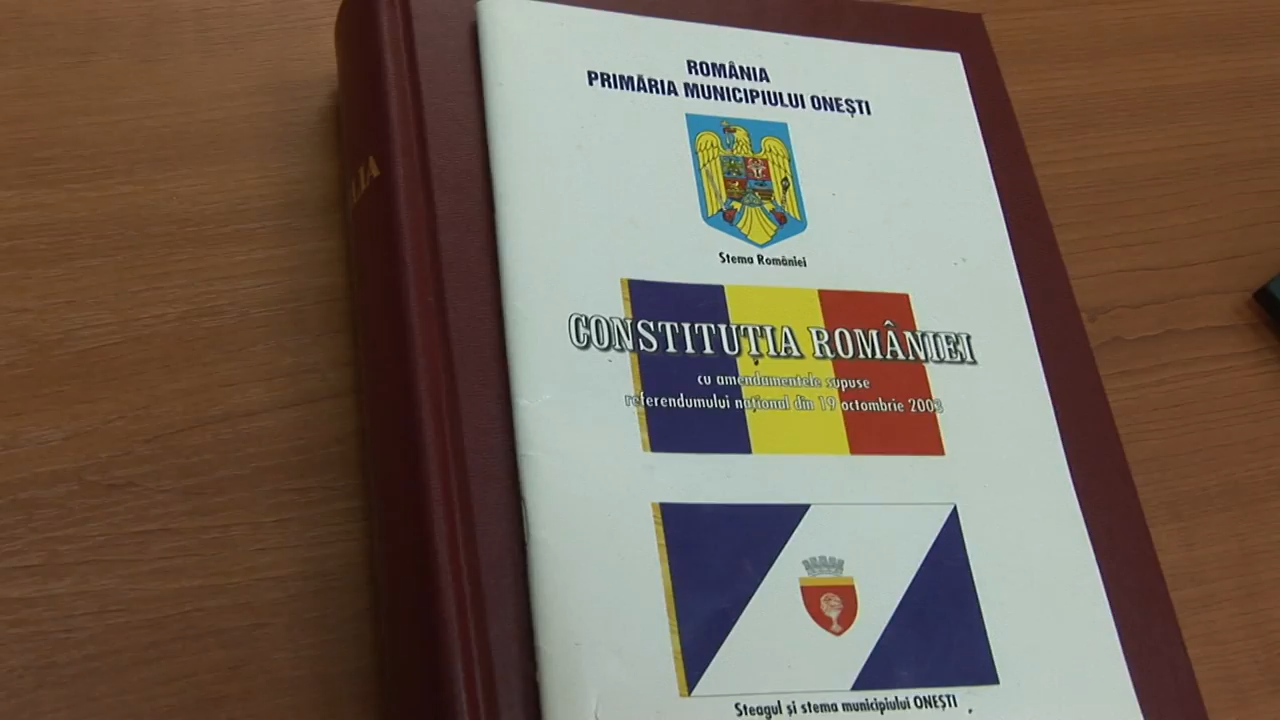 ROMÂNIA
PRIMĂRIA MUNICIPIULUI ONEȘTI
Stema României
CONSTITUȚIA ROMÂNIEI
cu amendamentele supuse
referendumului național din 19 octombrie 2003
Steagul și stema municipiului ONEȘTI
LIA